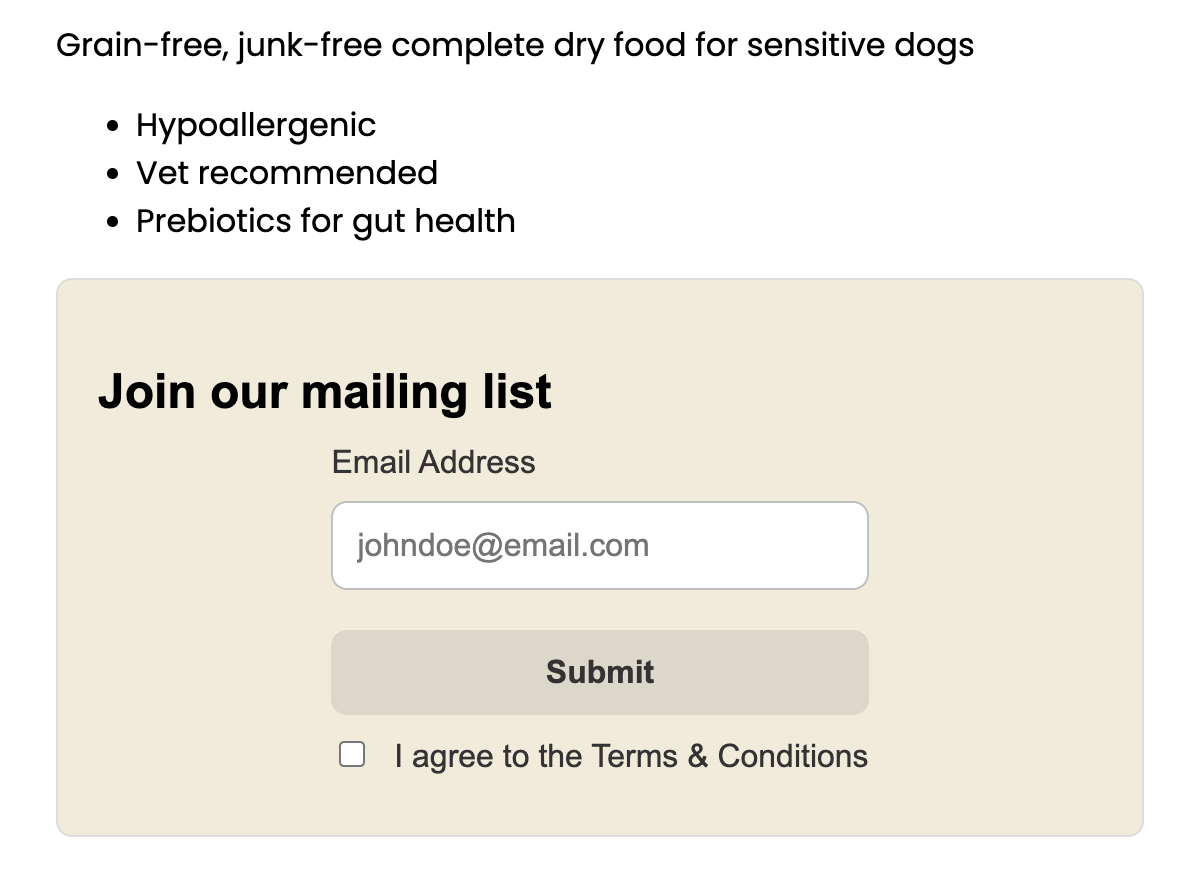 Grain-free, junk-free complete dry food for sensitive dogs
Hypoallergenic
Vet recommended
Prebiotics for gut health
Join our mailing list
Email Address
johndoe@email.com
Submit
I agree to the Terms & Conditions